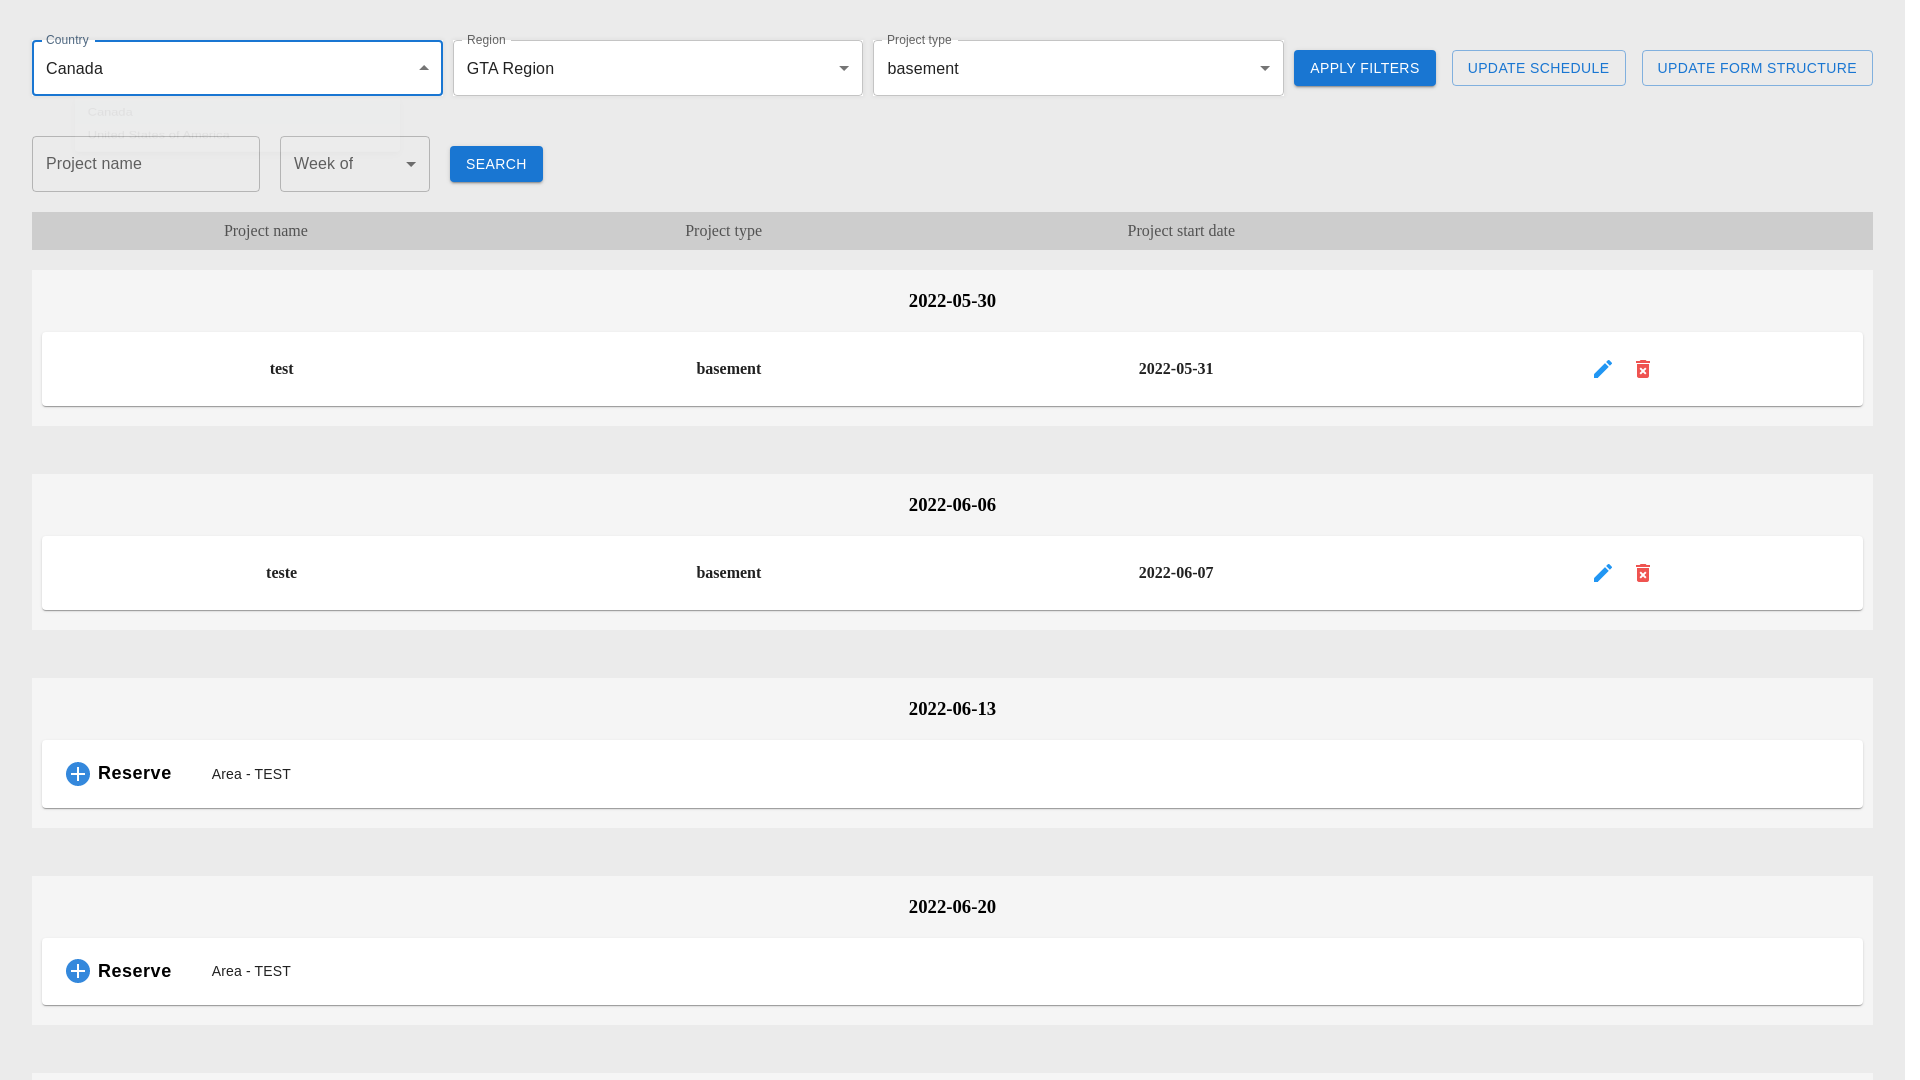 Country
Region
Project type
Canada
GTA Region
basement
APPLY FILTERS
UPDATE SCHEDULE
UPDATE FORM STRUCTURE
Canada
United States of America
Project name
Week of
SEARCH
Project name
Project type
Project start date
2022-05-30
test
basement
2022-05-31
2022-06-06
teste
basement
2022-06-07
2022-06-13
Reserve
Area - TEST
2022-06-20
Reserve
Area - TEST